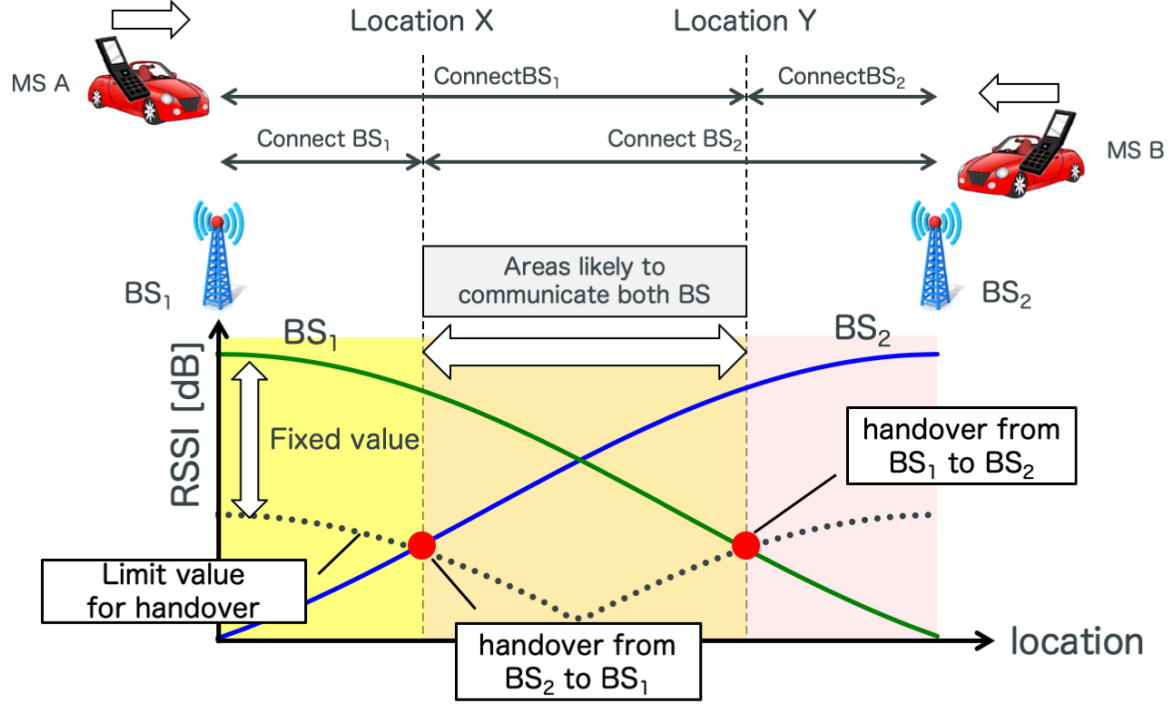 Location X
Location Y
MS A
ConnectBS₁
ConnectBS₂
Connect BS₁
Connect BS₂
MS B
BS₁
Areas likely to
communicate both BS
BS₂
BS₁
BS₂
RSSI [dB]
Fixed value
handover from
BS₁ to BS₂
Limit value
for handover
handover from
BS₂ to BS₁
location